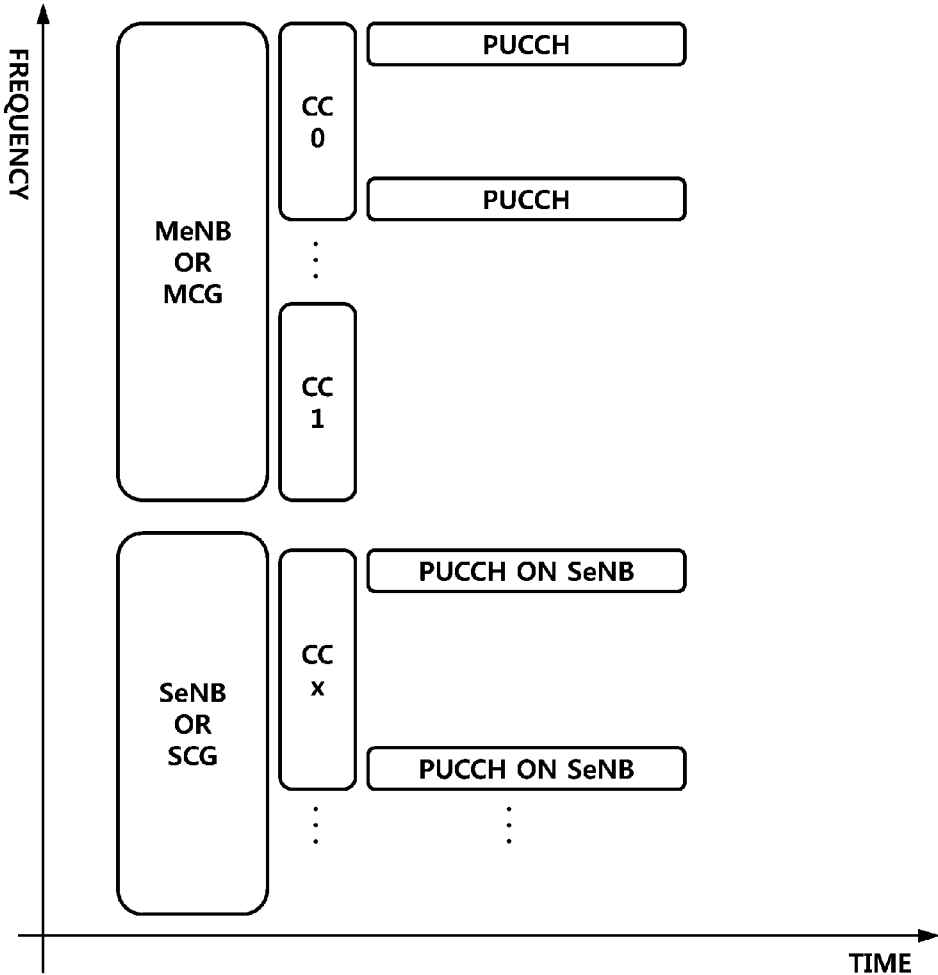 FREQUENCY
MeNB
OR
MCG
CC
0
PUCCH
PUCCH
CC
1
SeNB
OR
SCG
CC
x
PUCCH ON SeNB
PUCCH ON SeNB
TIME